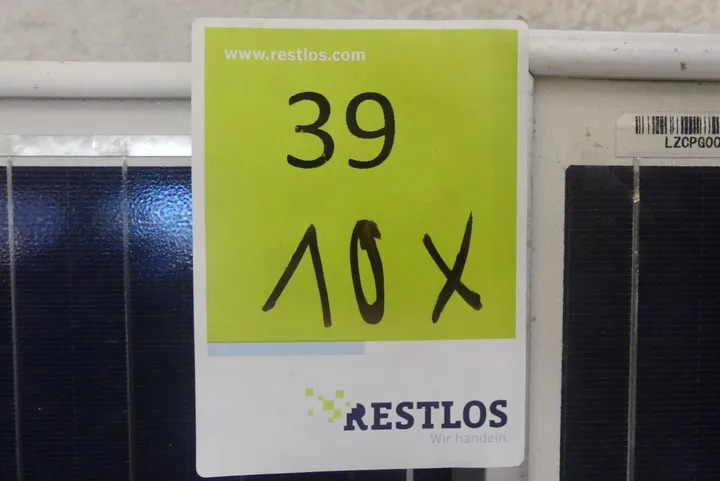 www.restlos.com
39
10 X
LZCPG00
RESTLOS
Wir handeln.